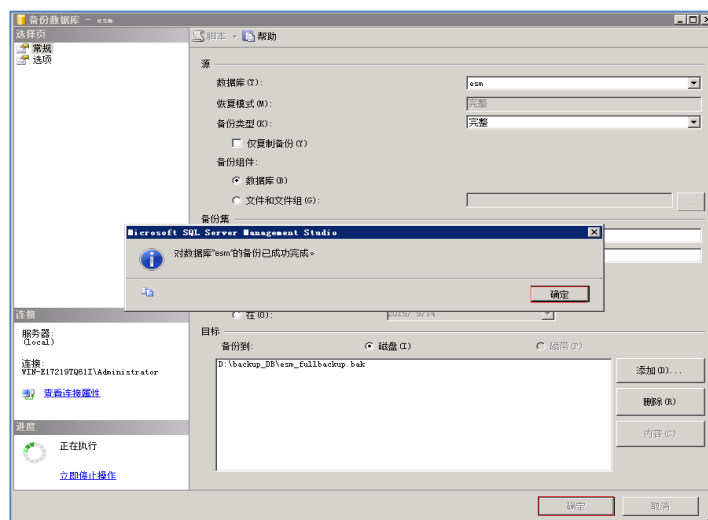 备份数据库 - esm
选择页
常规
选项
脚本
帮助
源
数据库(T):
esm
恢复模式(M):
完整
备份类型(K):
完整
仅复制备份(Y)
备份组件:
数据库(B)
文件和文件组(G):
...
备份集
Microsoft SQL Server Management Studio
对数据库"esm"的备份已成功完成。
确定
在(O):
2015/ 9/14
目标
备份到:
磁盘(I)
磁带(P)
D:\backup_DB\esm_fullbackup.bak
添加(D)...
删除(R)
内容(C)
连接
服务器:
(local)
连接:
WIN-E17219TQ61I\Administrator
查看连接属性
进度
正在执行
立即停止操作
确定
取消